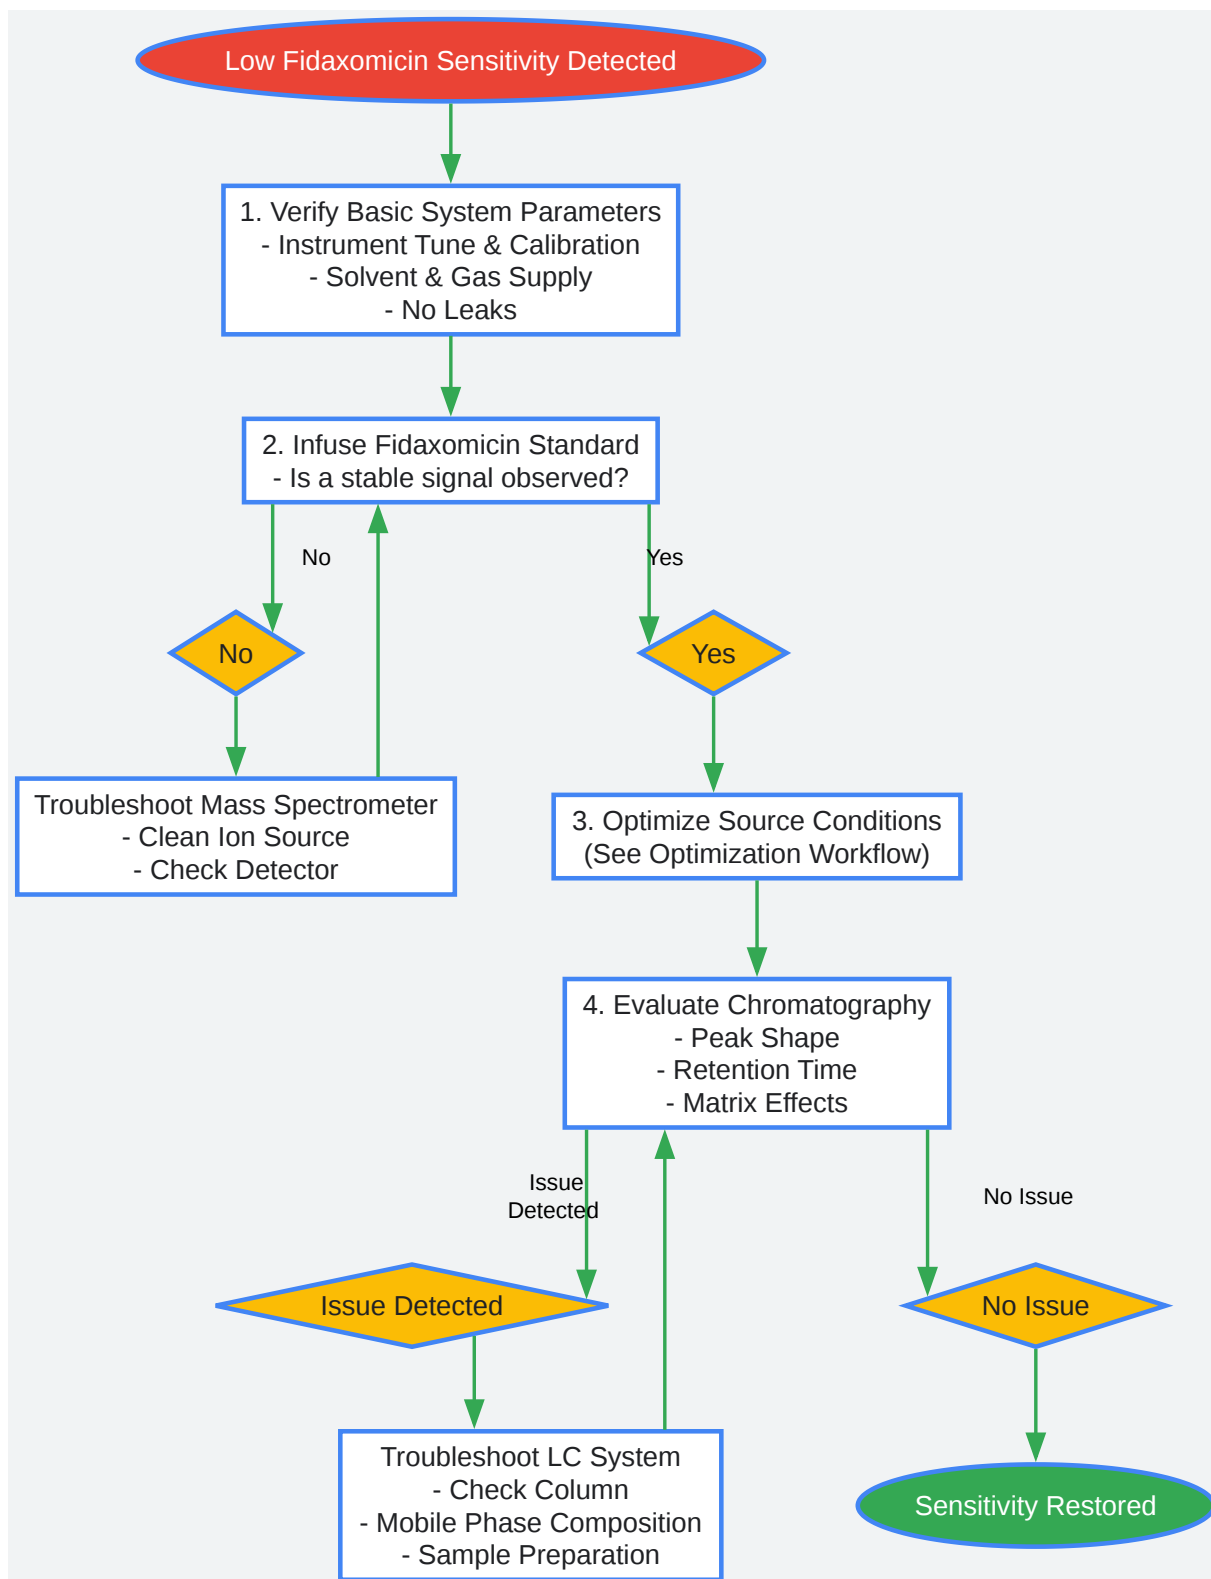 Low Fidaxomicin Sensitivity Detected
1. Verify Basic System Parameters
- Instrument Tune & Calibration
- Solvent & Gas Supply
- No Leaks
2. Infuse Fidaxomicin Standard
- Is a stable signal observed?
No
Yes
No
Yes
Troubleshoot Mass Spectrometer
- Clean Ion Source
- Check Detector
3. Optimize Source Conditions
(See Optimization Workflow)
4. Evaluate Chromatography
- Peak Shape
- Retention Time
- Matrix Effects
Issue
Detected
No Issue
Issue Detected
No Issue
Troubleshoot LC System
- Check Column
- Mobile Phase Composition
- Sample Preparation
Sensitivity Restored